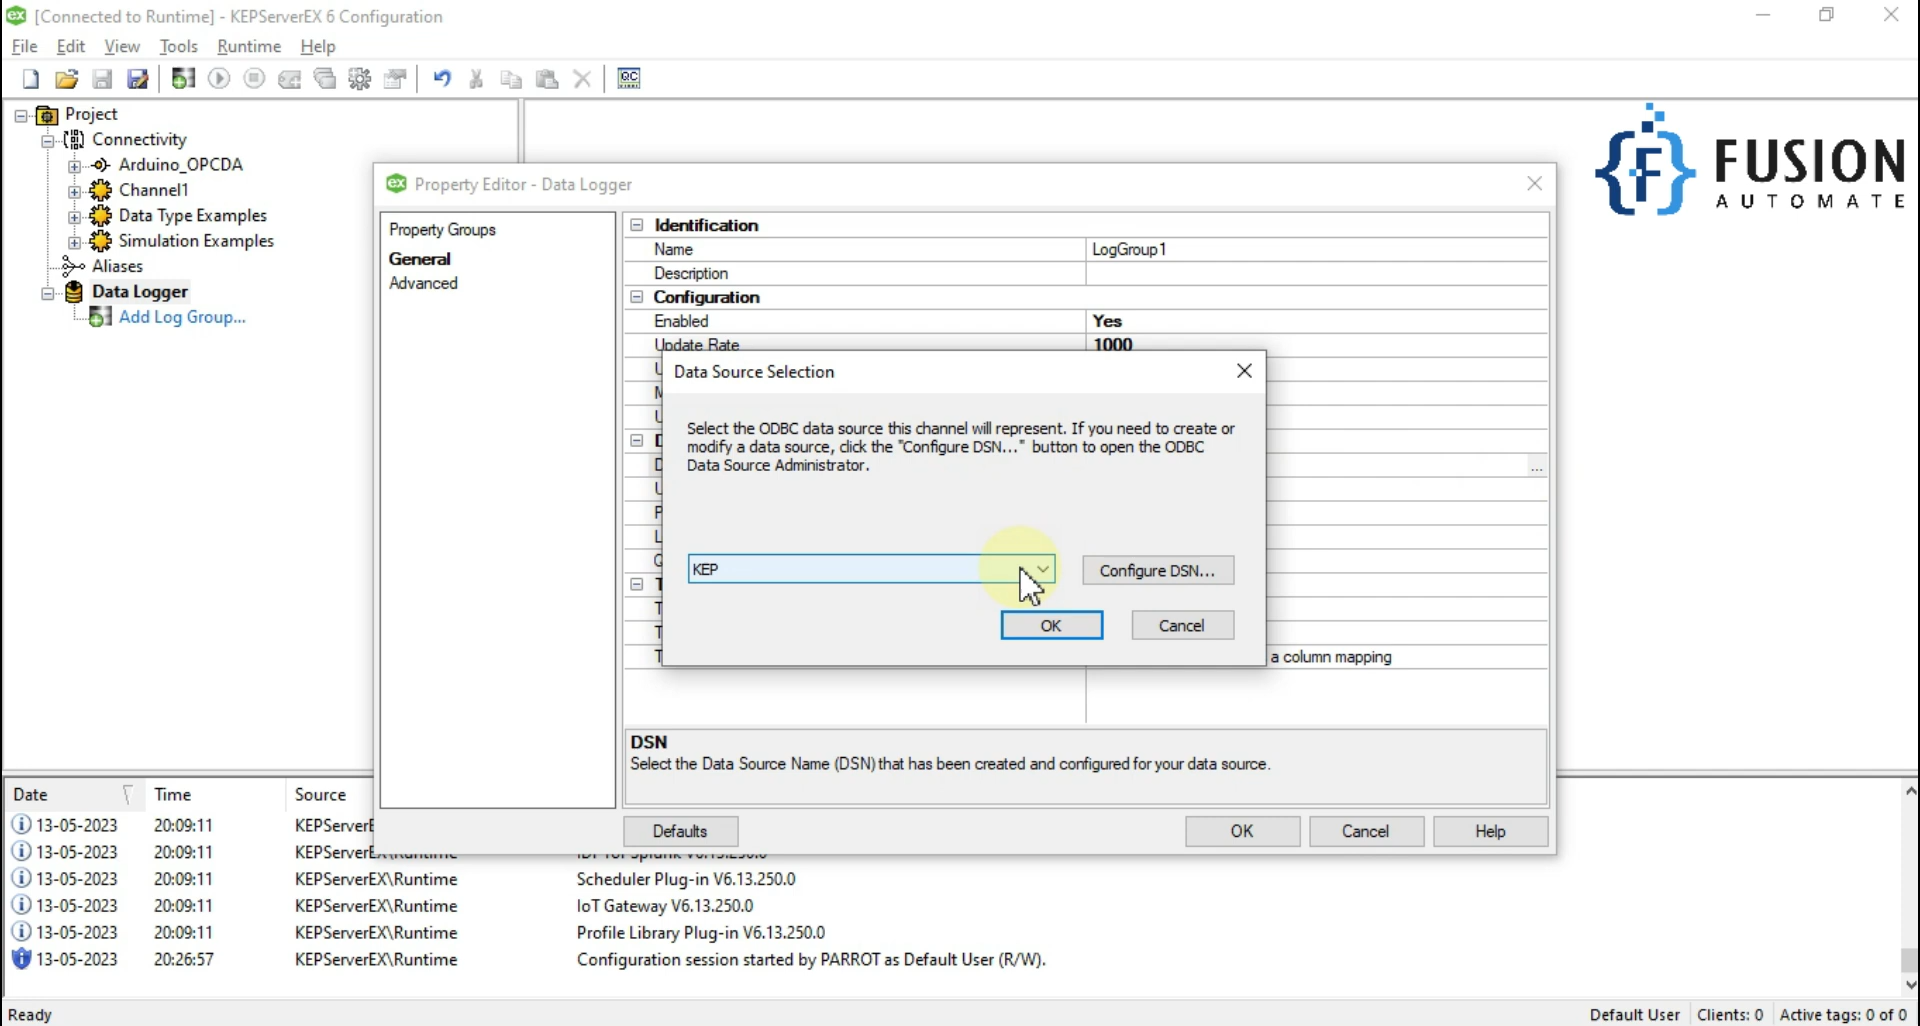 [Connected to Runtime] - KEPServerEX 6 Configuration
File Edit View Tools Runtime Help
QC
Project
Connectivity
Arduino_OPCDA
Channel1
Data Type Examples
Simulation Examples
Aliases
Data Logger
Add Log Group...
FUSION
AUTOMATE
Property Editor - Data Logger
Property Groups
General
Advanced
Identification
Name LogGroup1
Description
Configuration
Enabled Yes
Update Rate 1000
Data Source Selection
Select the ODBC data source this channel will represent. If you need to create or
modify a data source, click the "Configure DSN..." button to open the ODBC
Data Source Administrator.
...
KEP
Configure DSN...
OK Cancel
a column mapping
DSN
Select the Data Source Name (DSN) that has been created and configured for your data source.
Defaults OK Cancel Help
Date Time Source
13-05-2023 20:09:11
13-05-2023 20:09:11
13-05-2023 20:09:11 KEPServerEX\Runtime Scheduler Plug-in V6.13.250.0
13-05-2023 20:09:11 KEPServerEX\Runtime IoT Gateway V6.13.250.0
13-05-2023 20:09:11 KEPServerEX\Runtime Profile Library Plug-in V6.13.250.0
13-05-2023 20:26:57 KEPServerEX\Runtime Configuration session started by PARROT as Default User (R/W).
Ready
Default User Clients: 0 Active tags: 0 of 0